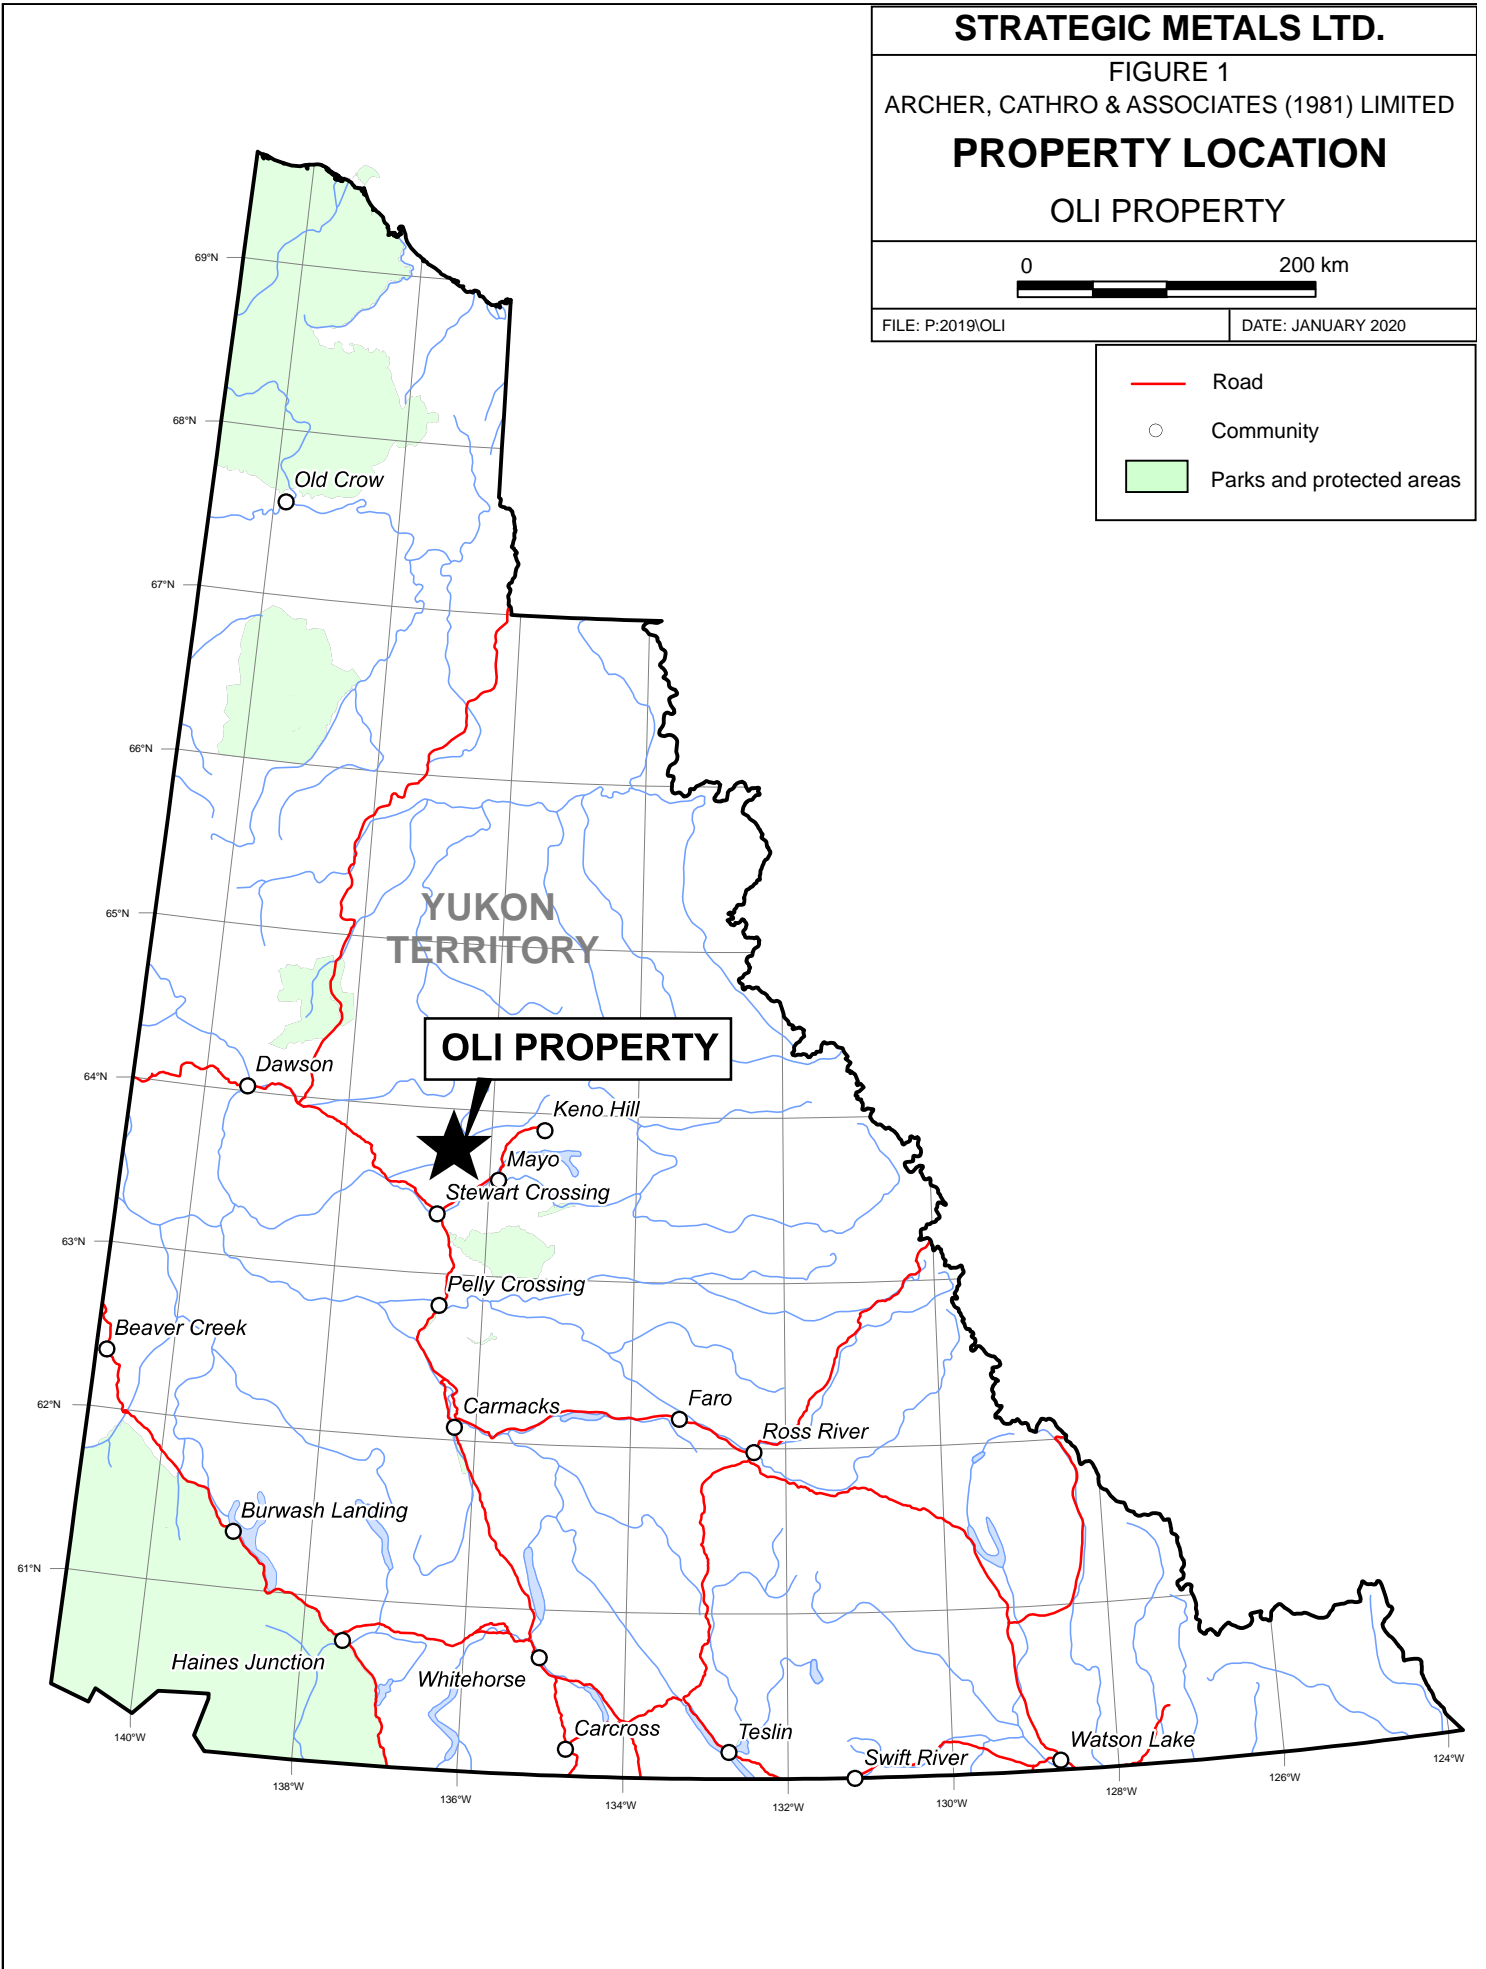 STRATEGIC METALS LTD.
FIGURE 1
ARCHER, CATHRO & ASSOCIATES (1981) LIMITED
PROPERTY LOCATION
OLI PROPERTY
0 200 km
FILE: P:2019\OLI DATE: JANUARY 2020
Road
Community
Parks and protected areas
69°N
68°N
Old Crow
67°N
66°N
65°N
YUKON
TERRITORY
OLI PROPERTY
Dawson
64°N
Keno Hill
Mayo
Stewart Crossing
63°N
Pelly Crossing
Beaver Creek
62°N
Carmacks
Faro
Ross River
Burwash Landing
61°N
Haines Junction
Whitehorse
Carcross
Teslin
Swift River
Watson Lake
140°W
138°W
136°W
134°W
132°W
130°W
128°W
126°W
124°W